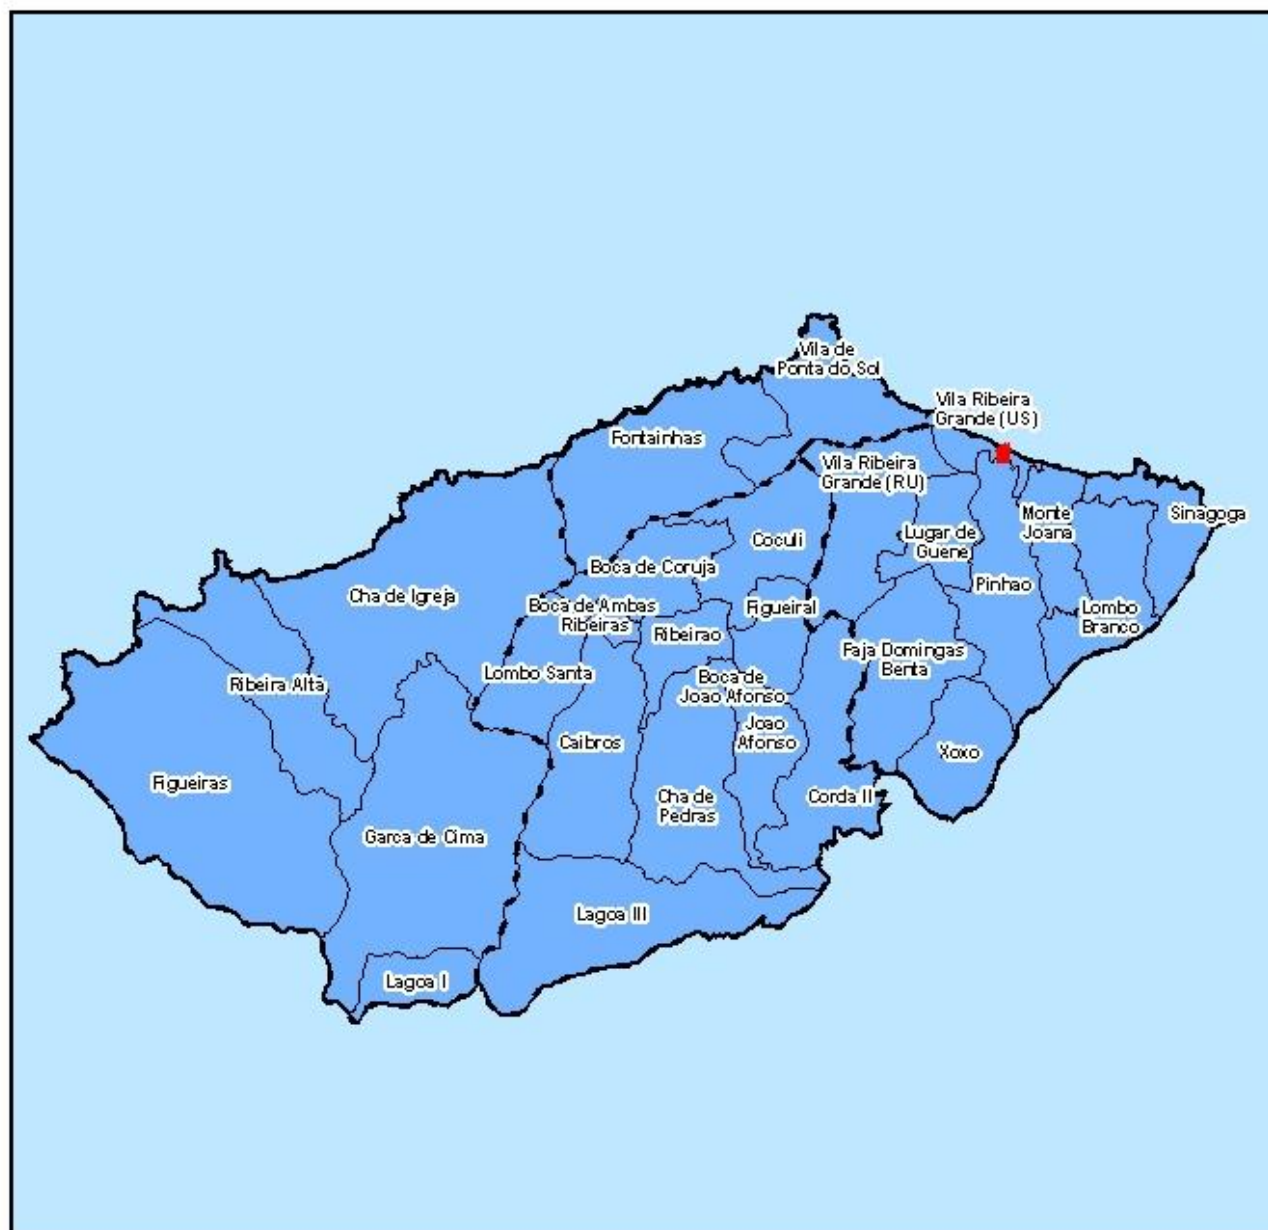 Vila de
Ponta do Sol
Vila Ribeira
Grande (US)
Fontainhas
Vila Ribeira
Grande (RU)
Monte
Joana
Sinagoga
Lugar de
Guene
Coculi
Boca de Coruja
Pinhao
Cha de Igreja
Boca de Ambas
Ribeiras
Figueiral
Lombo
Branco
Ribeirao
Faja Domingas
Benta
Lombo Santa
Ribeira Alta
Boca de
Joao Afonso
Joao
Afonso
Caibros
Xoxo
Figueiras
Cha de
Pedras
Corda II
Garca de Cima
Lagoa III
Lagoa I